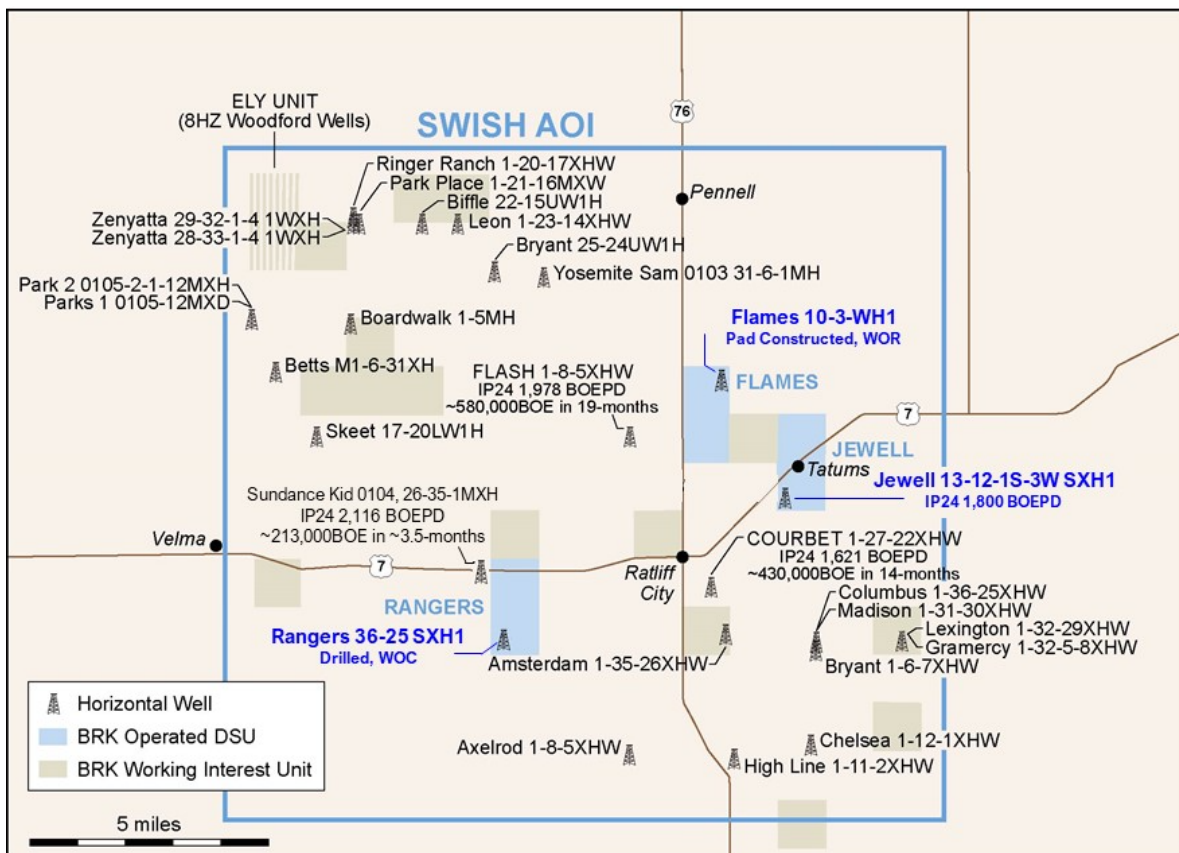 ELY UNIT
(8HZ Woodford Wells)
SWISH AOI
76
Ringer Ranch 1-20-17XHW
Park Place 1-21-16MXW
Biffle 22-15UW1H
Leon 1-23-14XHW
Pennell
Zenyatta 29-32-1-4 1WXH
Zenyatta 28-33-1-4 1WXH
Bryant 25-24UW1H
Yosemite Sam 0103 31-6-1MH
Park 2 0105-2-1-12MXH
Parks 1 0105-12MXD
Boardwalk 1-5MH
Flames 10-3-WH1
Pad Constructed, WOR
Betts M1-6-31XH
FLASH 1-8-5XHW
IP24 1,978 BOEPD
~580,000BOE in 19-months
FLAMES
7
Skeet 17-20LW1H
JEWELL
Tatums
Jewell 13-12-1S-3W SXH1
IP24 1,800 BOEPD
Sundance Kid 0104, 26-35-1MXH
IP24 2,116 BOEPD
~213,000BOE in ~3.5-months
Velma
7
COURBET 1-27-22XHW
IP24 1,621 BOEPD
~430,000BOE in 14-months
Ratliff
City
Columbus 1-36-25XHW
Madison 1-31-30XHW
RANGERS
Rangers 36-25 SXH1
Drilled, WOC
Lexington 1-32-29XHW
Gramercy 1-32-5-8XHW
Amsterdam 1-35-26XHW
Bryant 1-6-7XHW
Horizontal Well
BRK Operated DSU
BRK Working Interest Unit
Axelrod 1-8-5XHW
Chelsea 1-12-1XHW
High Line 1-11-2XHW
5 miles